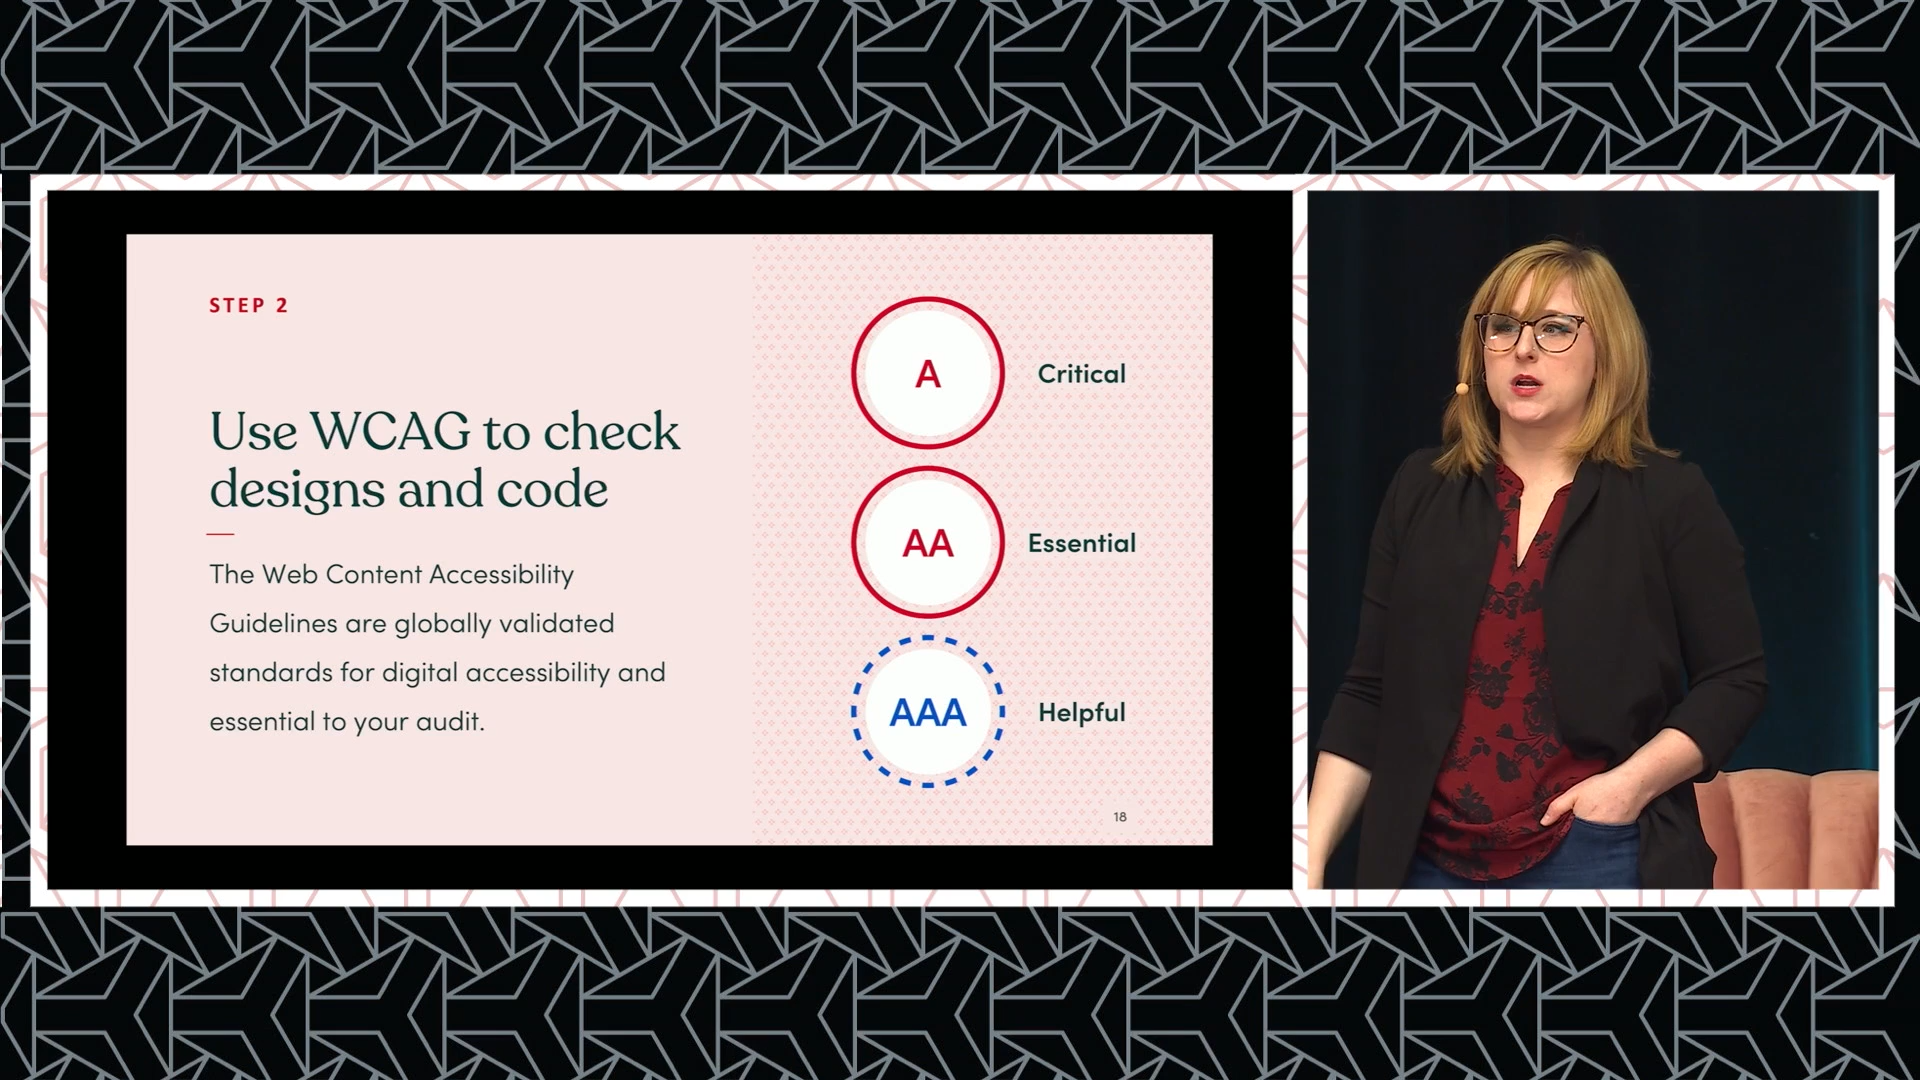 STEP 2
Use WCAG to check
designs and code
The Web Content Accessibility
Guidelines are globally validated
standards for digital accessibility and
essential to your audit.
A
Critical
AA
Essential
AAA
Helpful
18